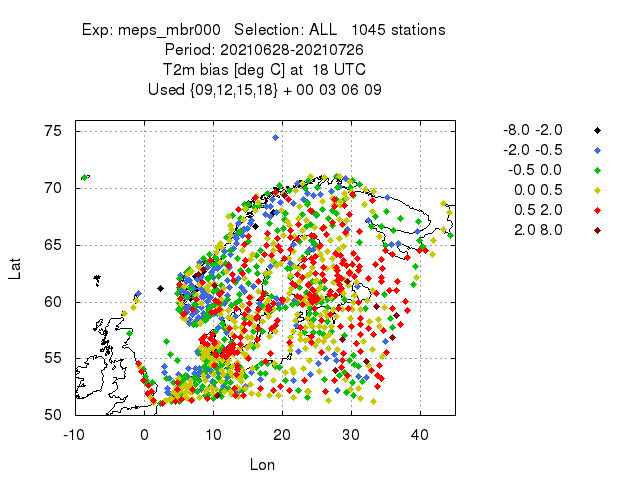 Exp: meps_mbr000 Selection: ALL 1045 stations
Period: 20210628-20210726
T2m bias [deg C] at 18 UTC
Used {09,12,15,18} + 00 03 06 09
75
70
65
60
55
50
Lat
-10 0 10 20 30 40
Lon
-8.0 -2.0
-2.0 -0.5
-0.5 0.0
0.0 0.5
0.5 2.0
2.0 8.0